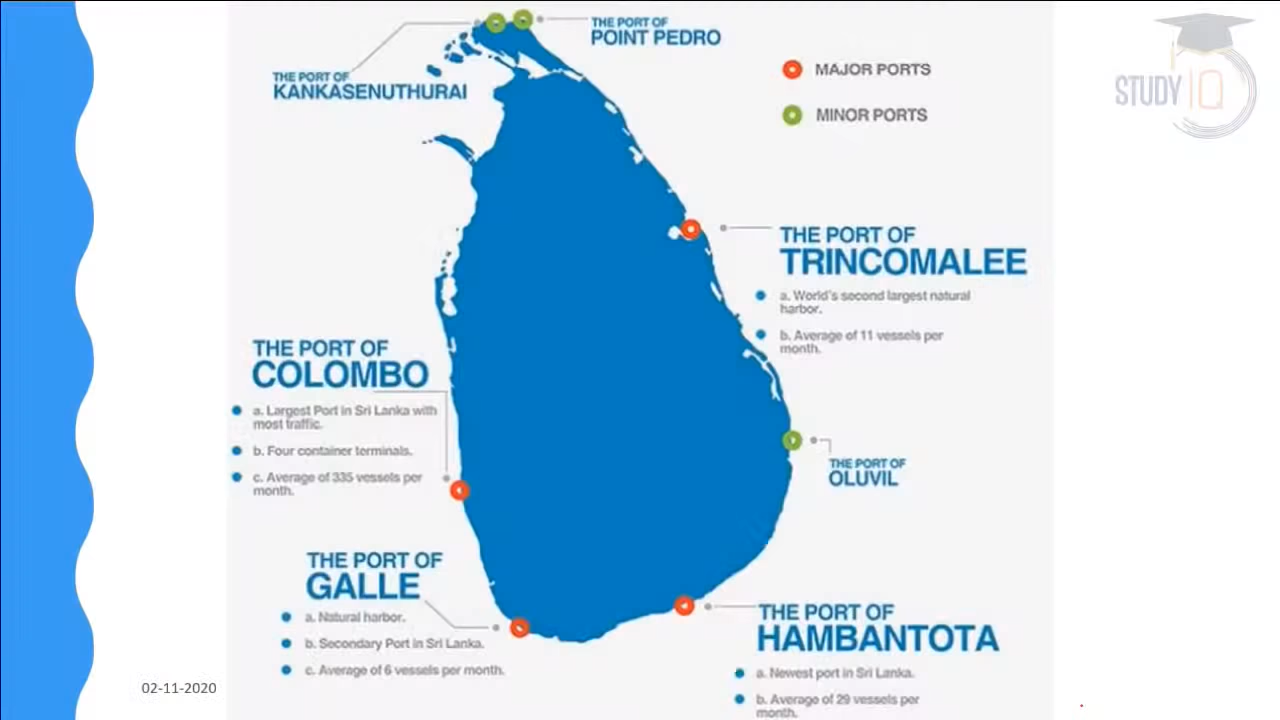 THE PORT OF
POINT PEDRO
THE PORT OF
KANKASENUTHURAI
MAJOR PORTS
MINOR PORTS
STUDY IQ
THE PORT OF
TRINCOMALEE
a. World's second largest natural
harbor.
b. Average of 11 vessels per
month.
THE PORT OF
COLOMBO
a. Largest Port in Sri Lanka with
most traffic.
b. Four container terminals.
c. Average of 335 vessels per
month.
THE PORT OF
OLUVIL
THE PORT OF
GALLE
a. Natural harbor.
b. Secondary Port in Sri Lanka.
c. Average of 6 vessels per month.
THE PORT OF
HAMBANTOTA
a. Newest port in Sri Lanka.
b. Average of 29 vessels per
month.
02-11-2020